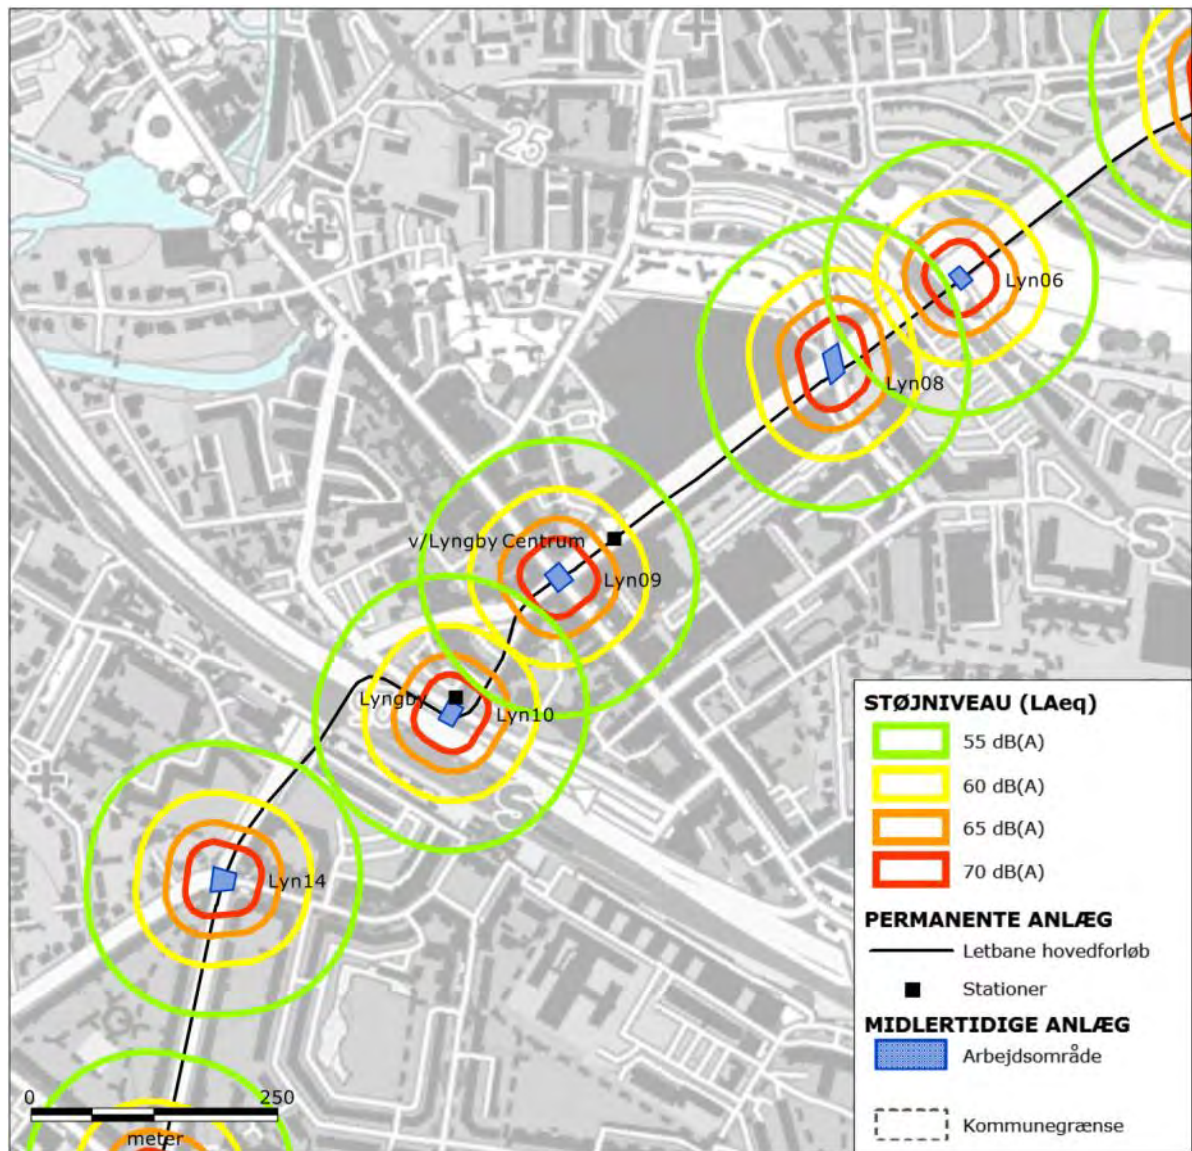 25
S
Lyn06
Lyn08
v/Lyngby Centrum
Lyn09
S
Lyngby
Lyn10
S
Lyn14
0 250
meter
STØJNIVEAU (LAeq)
55 dB(A)
60 dB(A)
65 dB(A)
70 dB(A)
PERMANENTE ANLÆG
Letbane hovedforløb
Stationer
MIDLERTIDIGE ANLÆG
Arbejdsområde
Kommunegrænse